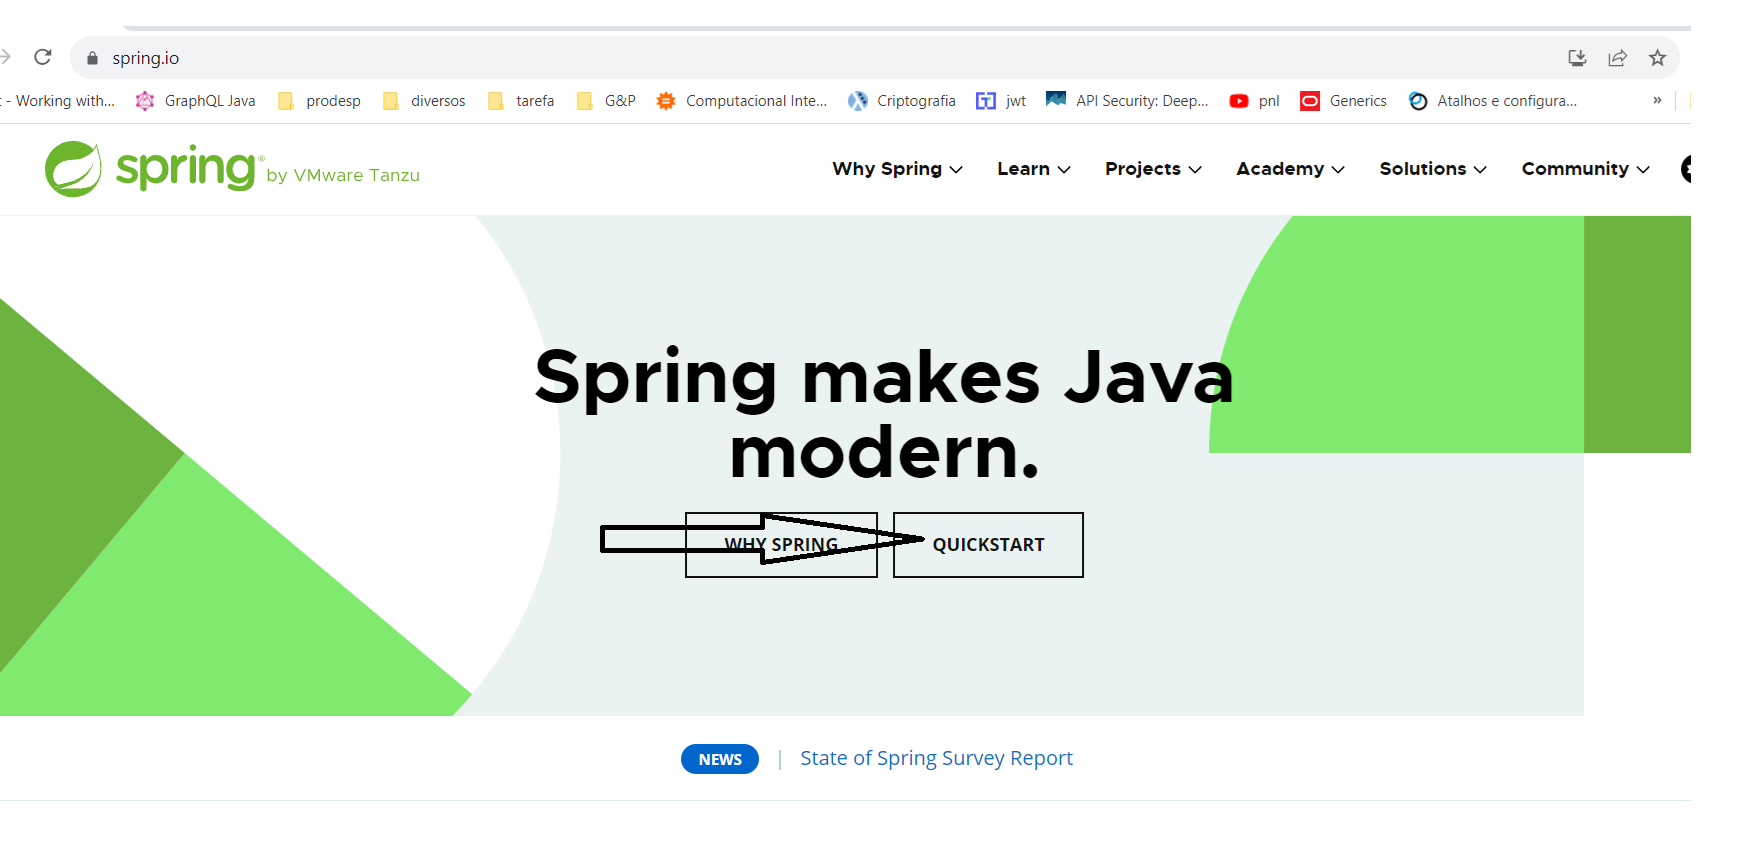 spring.io
: - Working with... GraphQL Java prodesp diversos tarefa G&P Computacional Inte... Criptografia jwt API Security: Deep... pnl Generics Atalhos e configura... »
spring® by VMware Tanzu
Why Spring Learn Projects Academy Solutions Community
Spring makes Java
modern.
WHY SPRING QUICKSTART
NEWS | State of Spring Survey Report